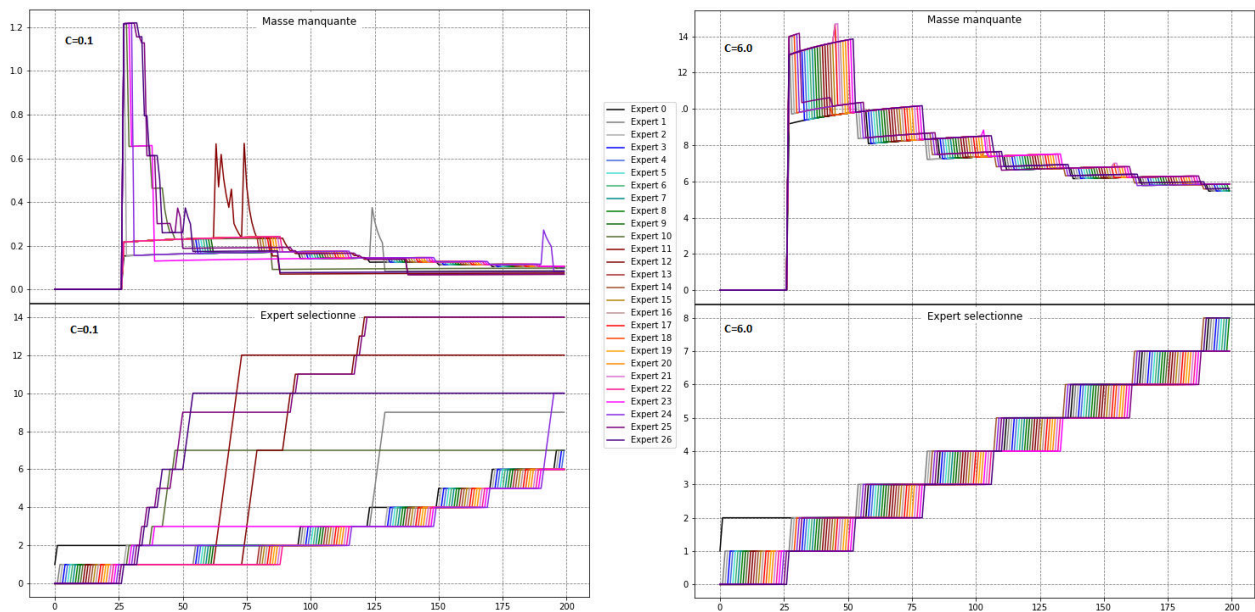 Masse manquante
C=0.1
1.2
1.0
0.8
0.6
0.4
0.2
0.0
Expert selectionne
C=0.1
14
12
10
8
6
4
2
0
0
25
50
75
100
125
150
175
200
Expert 0
Expert 1
Expert 2
Expert 3
Expert 4
Expert 5
Expert 6
Expert 7
Expert 8
Expert 9
Expert 10
Expert 11
Expert 12
Expert 13
Expert 14
Expert 15
Expert 16
Expert 17
Expert 18
Expert 19
Expert 20
Expert 21
Expert 22
Expert 23
Expert 24
Expert 25
Expert 26
Masse manquante
C=6.0
14
12
.0
8
6
4
2
0
Expert selectionne
C=6.0
8
7
6
5
4
3
2
1
0
0
25
50
75
100
125
150
175
200